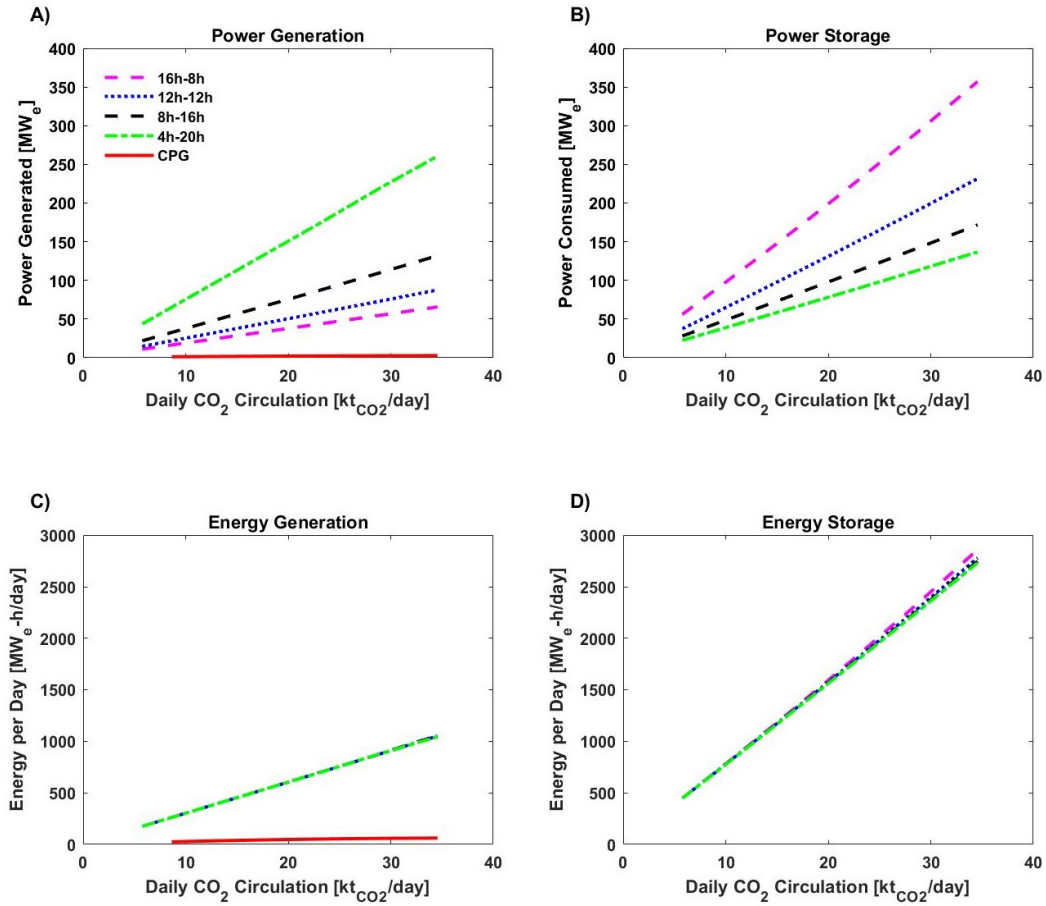 A)
Power Generation
400
350
300
250
200
150
100
50
0
Power Generated [MWe]
16h-8h
12h-12h
8h-16h
4h-20h
CPG
0 10 20 30 40
Daily CO2 Circulation [ktCO2/day]
B)
Power Storage
400
350
300
250
200
150
100
50
0
Power Consumed [MWe]
0 10 20 30 40
Daily CO2 Circulation [ktCO2/day]
C)
Energy Generation
3000
2500
2000
1500
1000
500
0
Energy per Day [MWe-h/day]
0 10 20 30 40
Daily CO2 Circulation [ktCO2/day]
D)
Energy Storage
3000
2500
2000
1500
1000
500
0
Energy per Day [MWe-h/day]
0 10 20 30 40
Daily CO2 Circulation [ktCO2/day]